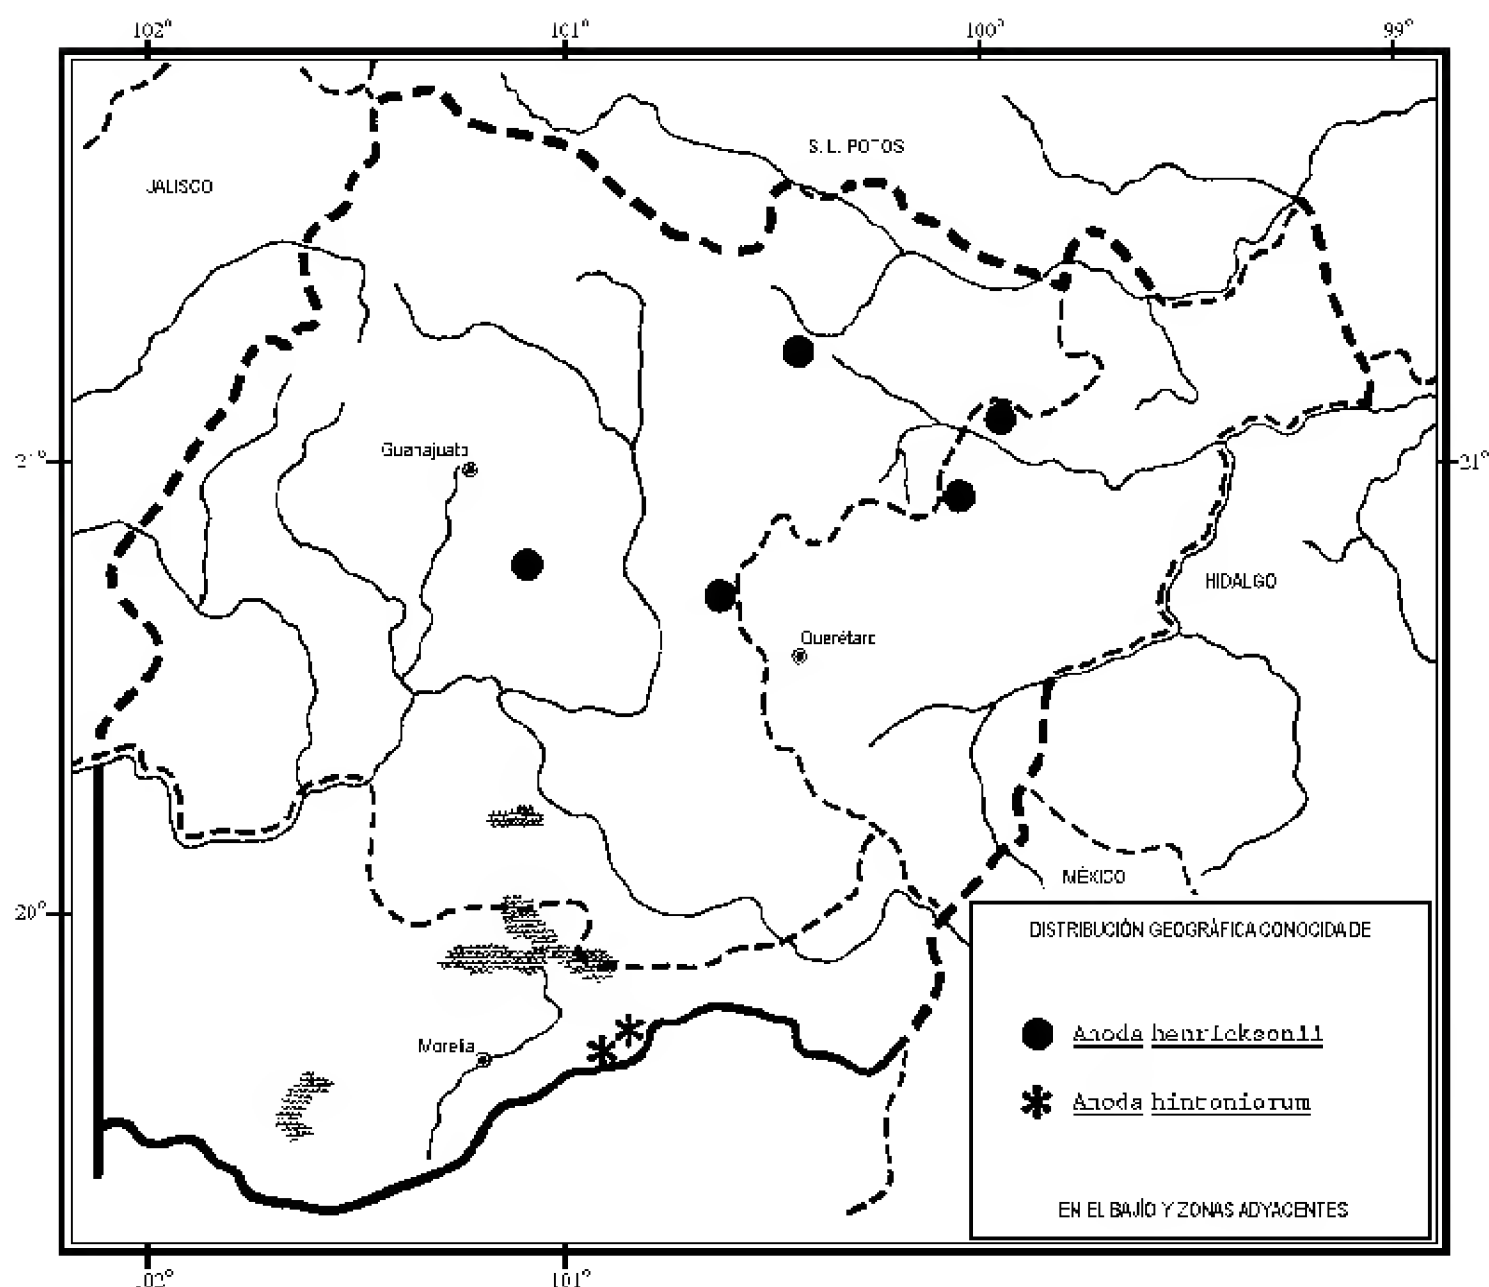 102° 101° 100° 99°
S. L. POTOS
JALISCO
Guanajuato
21° 21°
HIDALGO
Querétaro
MÉXICO
20°
DISTRIBUCIÓN GEOGRÁFICA CONOCIDA DE
Anoda henricksonii
Morelia
Anoda hintoniorum
EN EL BAJÍO Y ZONAS ADYACENTES
102° 101°